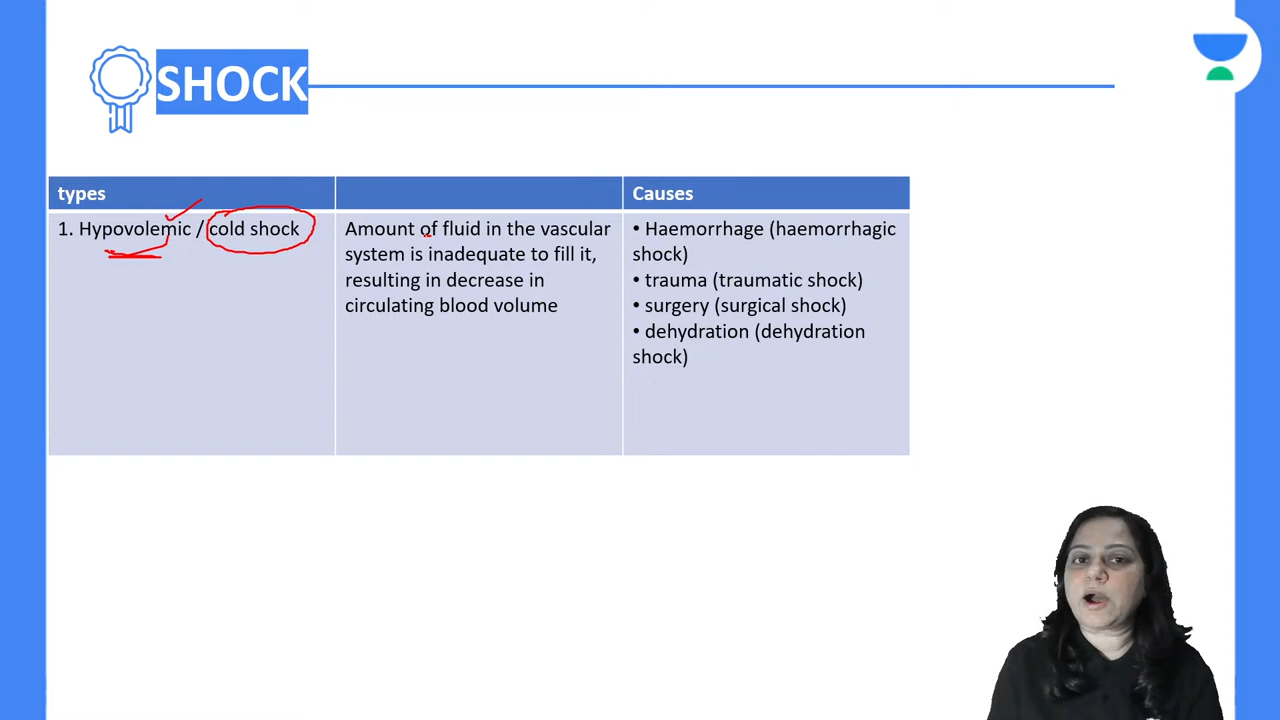 SHOCK
types
Causes
1. Hypovolemic / cold shock
Amount of fluid in the vascular
system is inadequate to fill it,
resulting in decrease in
circulating blood volume
• Haemorrhage (haemorrhagic
shock)
• trauma (traumatic shock)
• surgery (surgical shock)
• dehydration (dehydration
shock)